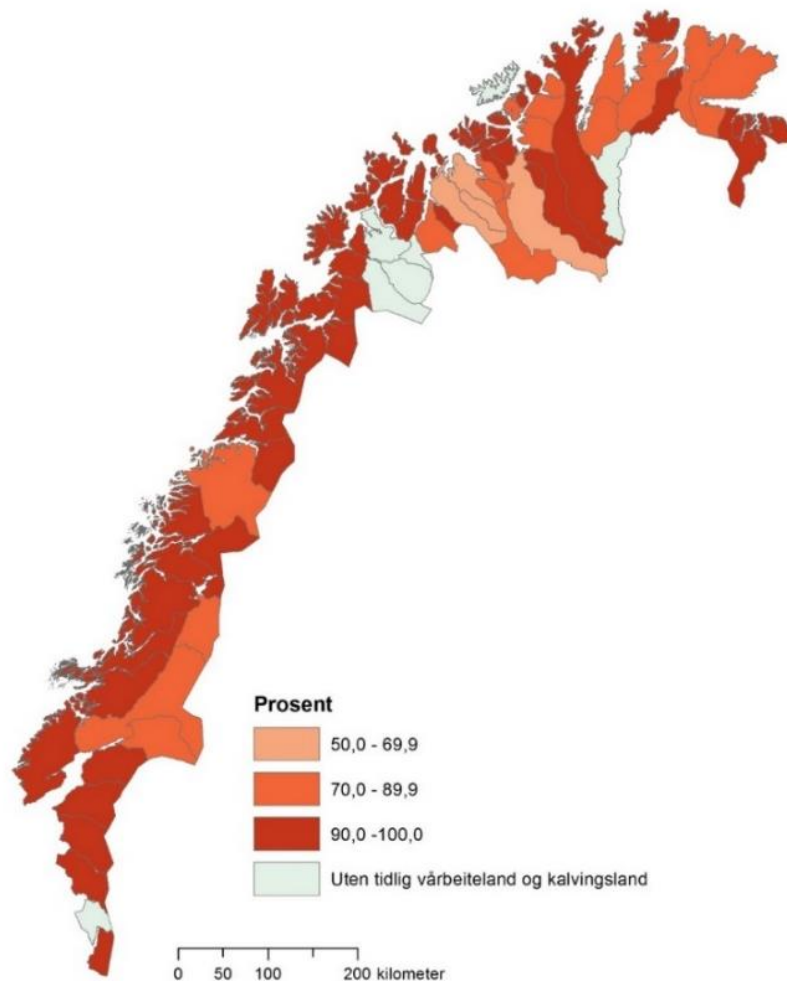 Prosent
50,0 - 69,9
70,0 - 89,9
90,0 -100,0
Uten tidlig vårbeiteland og kalvingsland
0 50 100 200 kilometer